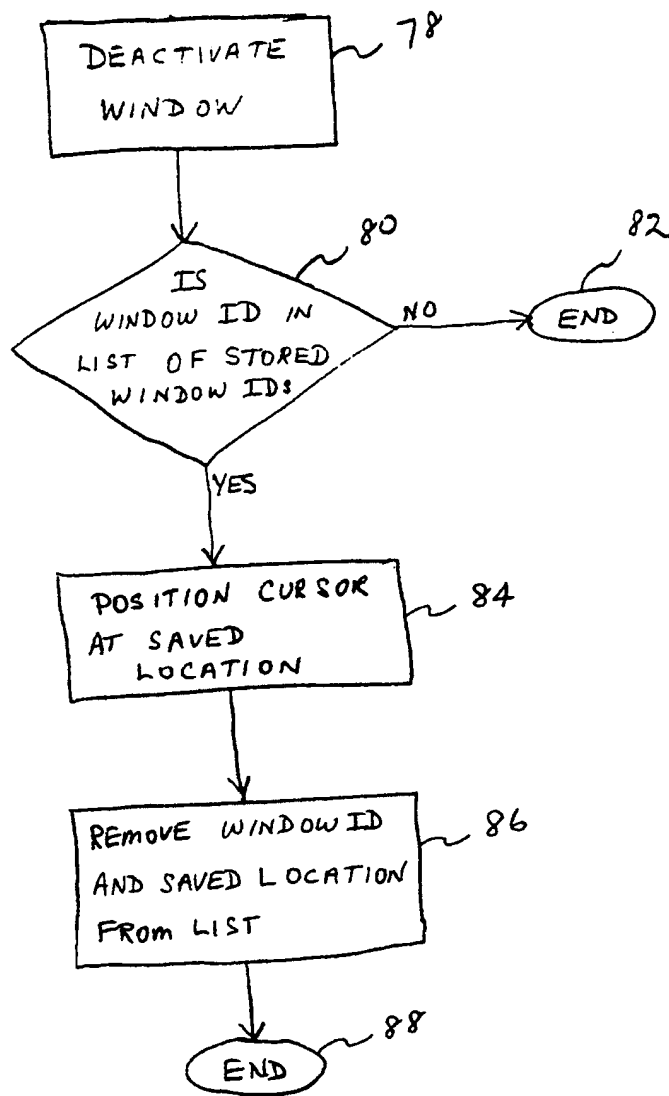 DEACTIVATE
WINDOW
78
80
IS
WINDOW ID IN
LIST OF STORED
WINDOW IDs
NO
82
END
YES
POSITION CURSOR
AT SAVED
LOCATION
84
REMOVE WINDOW ID
AND SAVED LOCATION
FROM LIST
86
END
88